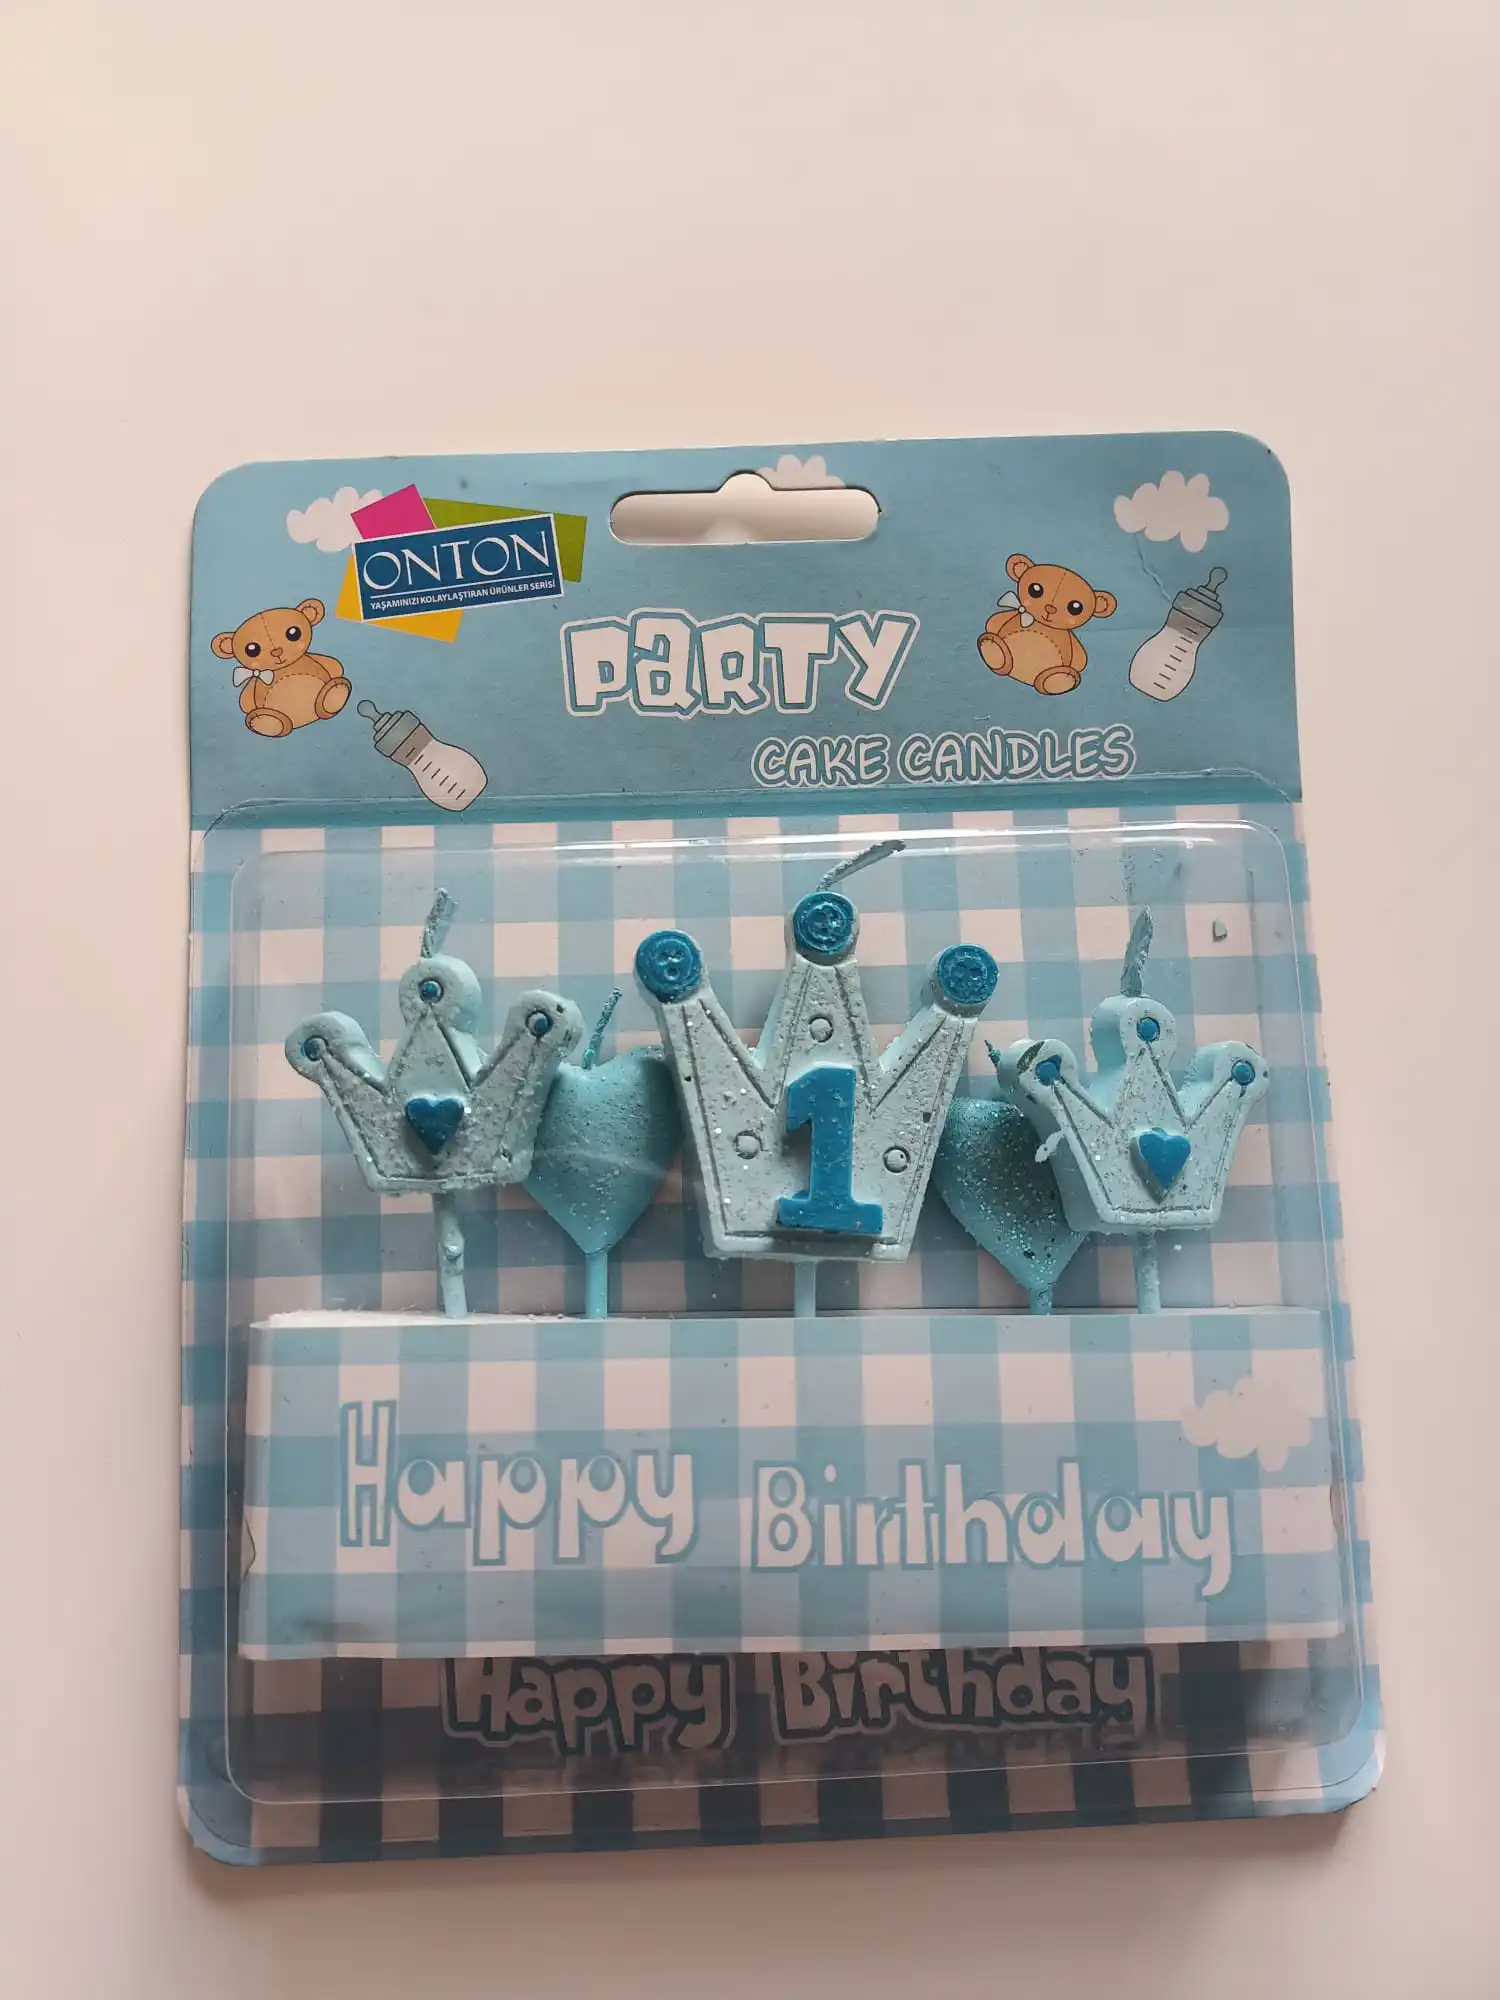 ONTON
YAŞAMINIZI KOLAYLAŞTIRAN ÜRÜNLER SERİSİ
PaRTY
CAKE CANDLES
1
Happy Birthday
Happy Birthday